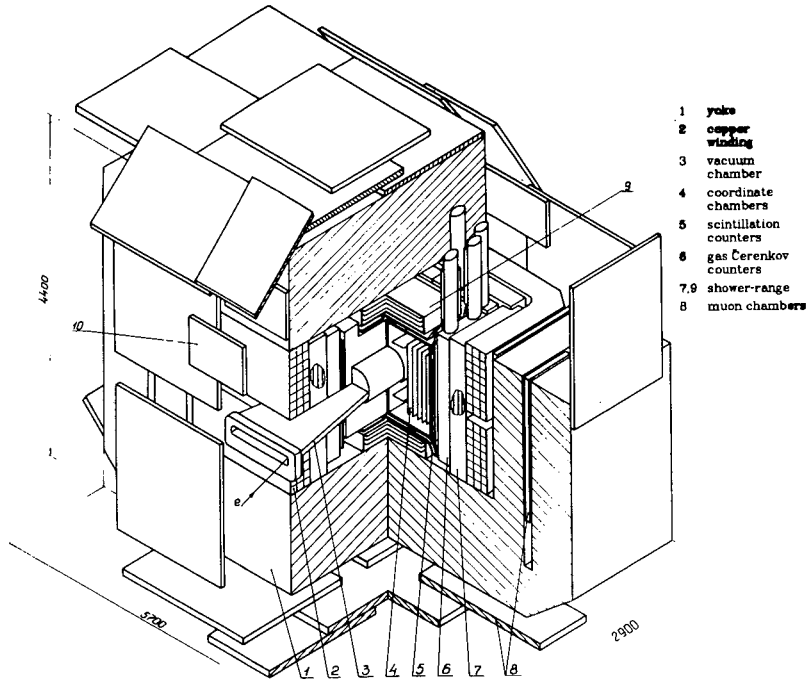 1 yoke
2 copper
winding
3 vacuum
chamber
4 coordinate
chambers
5 scintillation
counters
6 gas Čerenkov
counters
7,9 shower-range
8 muon chambers
9
4400
10
e
5700
2900
1 2 3 4 5 6 7 8